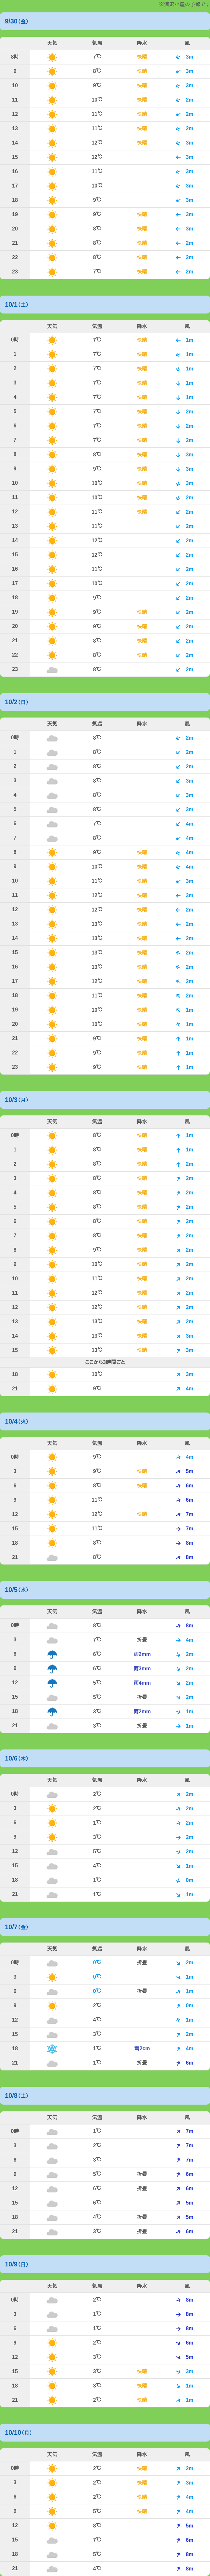 小屋の予報です
9/30(金)
天気 気温 降水 風
8時 7℃ 快晴 3m
9 8℃ 快晴 3m
10 9℃ 快晴 3m
11 10℃ 快晴 2m
12 11℃ 快晴 3m
13 11℃ 快晴 3m
14 12℃ 快晴 3m
15 12℃ 3m
16 11℃ 3m
17 10℃ 3m
18 9℃ 3m
19 9℃ 快晴 3m
20 8℃ 快晴 3m
21 8℃ 快晴 2m
22 8℃ 快晴 2m
23 7℃ 快晴 2m
10/1(土)
天気 気温 降水 風
0時 7℃ 快晴 1m
1 7℃ 快晴 1m
2 7℃ 快晴 1m
3 7℃ 快晴 1m
4 7℃ 快晴 1m
5 7℃ 快晴 2m
6 7℃ 快晴 2m
7 7℃ 快晴 2m
8 8℃ 快晴 3m
9 9℃ 快晴 3m
10 10℃ 快晴 3m
11 10℃ 快晴 2m
12 11℃ 快晴 2m
13 11℃ 2m
14 12℃ 2m
15 12℃ 2m
16 11℃ 2m
17 10℃ 2m
18 9℃ 2m
19 9℃ 快晴 2m
20 9℃ 快晴 2m
21 8℃ 快晴 2m
22 8℃ 快晴 2m
23 8℃ 2m
10/2(日)
天気 気温 降水 風
0時 8℃ 2m
1 8℃ 2m
2 8℃ 2m
3 8℃ 3m
4 8℃ 3m
5 8℃ 3m
6 7℃ 4m
7 8℃ 4m
8 9℃ 快晴 4m
9 10℃ 快晴 4m
10 11℃ 快晴 3m
11 12℃ 快晴 3m
12 12℃ 快晴 2m
13 13℃ 快晴 2m
14 13℃ 快晴 2m
15 13℃ 快晴 2m
16 13℃ 快晴 2m
17 12℃ 快晴 2m
18 11℃ 快晴 2m
19 10℃ 快晴 1m
20 10℃ 快晴 1m
21 9℃ 快晴 1m
22 9℃ 快晴 1m
23 9℃ 快晴 1m
10/3(月)
天気 気温 降水 風
0時 8℃ 快晴 1m
1 8℃ 快晴 1m
2 8℃ 快晴 2m
3 8℃ 快晴 2m
4 8℃ 快晴 2m
5 8℃ 快晴 2m
6 8℃ 快晴 2m
7 8℃ 快晴 2m
8 9℃ 快晴 2m
9 10℃ 快晴 2m
10 11℃ 快晴 2m
11 12℃ 快晴 2m
12 12℃ 快晴 2m
13 13℃ 快晴 2m
14 13℃ 快晴 3m
15 13℃ 快晴 3m
ここから3時間ごと
18 10℃ 3m
21 9℃ 4m
10/4(火)
天気 気温 降水 風
0時 9℃ 4m
3 9℃ 快晴 5m
6 8℃ 快晴 6m
9 11℃ 6m
12 12℃ 快晴 7m
15 11℃ 7m
18 8℃ 8m
21 8℃ 8m
10/5(水)
天気 気温 降水 風
0時 8℃ 8m
3 7℃ 折畳 4m
6 6℃ 雨2mm 2m
9 6℃ 雨3mm 2m
12 5℃ 雨4mm 2m
15 5℃ 折畳 2m
18 3℃ 雨2mm 1m
21 3℃ 折畳 1m
10/6(木)
天気 気温 降水 風
0時 2℃ 2m
3 2℃ 2m
6 1℃ 2m
9 3℃ 2m
12 5℃ 2m
15 4℃ 1m
18 1℃ 0m
21 1℃ 1m
10/7(金)
天気 気温 降水 風
0時 0℃ 折畳 2m
3 0℃ 1m
6 0℃ 折畳 1m
9 2℃ 0m
12 4℃ 1m
15 3℃ 2m
18 1℃ 雪2cm 4m
21 1℃ 折畳 6m
10/8(土)
天気 気温 降水 風
0時 1℃ 7m
3 2℃ 7m
6 3℃ 7m
9 5℃ 折畳 6m
12 6℃ 折畳 6m
15 6℃ 5m
18 4℃ 折畳 5m
21 3℃ 折畳 6m
10/9(日)
天気 気温 降水 風
0時 2℃ 8m
3 1℃ 8m
6 1℃ 8m
9 2℃ 6m
12 3℃ 5m
15 3℃ 快晴 3m
18 3℃ 快晴 1m
21 2℃ 快晴 1m
10/10(月)
天気 気温 降水 風
0時 2℃ 快晴 2m
3 2℃ 快晴 3m
6 2℃ 快晴 4m
9 5℃ 快晴 4m
12 8℃ 5m
15 7℃ 6m
18 5℃ 8m
21 4℃ 8m